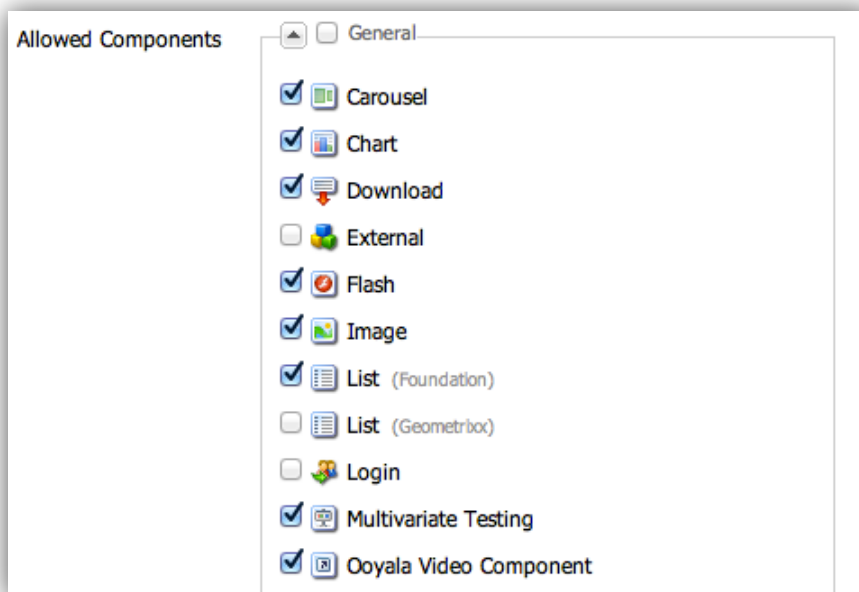 Allowed Components
General
Carousel
Chart
Download
External
Flash
Image
List (Foundation)
List (Geometrixx)
Login
Multivariate Testing
Ooyala Video Component